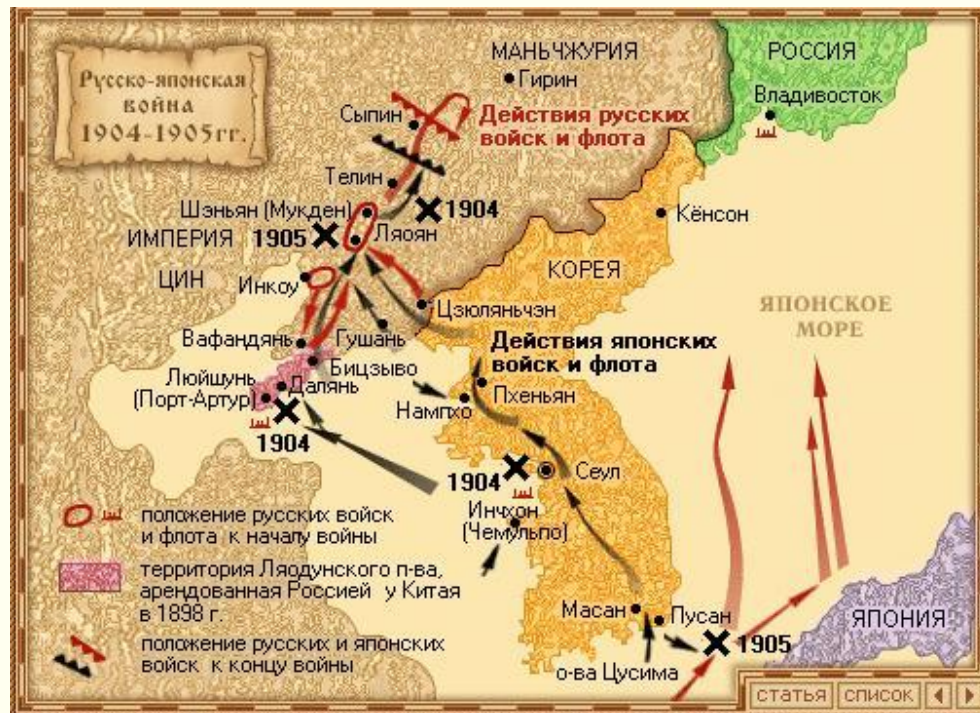 Русско-японская
война
1904-1905гг.
МАНЬЧЖУРИЯ
Гирин
РОССИЯ
Владивосток
Сыпин
Действия русских
войск и флота
Телин
Шэньян (Мукден)
1904
Кёнсон
ИМПЕРИЯ
1905
Ляоян
ЦИН
Инкоу
КОРЕЯ
Цзюляньчэн
ЯПОНСКОЕ
МОРЕ
Вафандянь
Гушань
Действия японских
войск и флота
Бицзыво
Люйшунь
(Порт-Артур)
Далянь
Пхеньян
Нампхо
1904
1904
Сеул
Инчхон
(Чемульпо)
положение русских войск
и флота к началу войны
территория Ляодунского п-ва,
арендованная Россией у Китая
в 1898 г.
положение русских и японских
войск к концу войны
Масан
Пусан
1905
ЯПОНИЯ
о-ва Цусима
статья
список